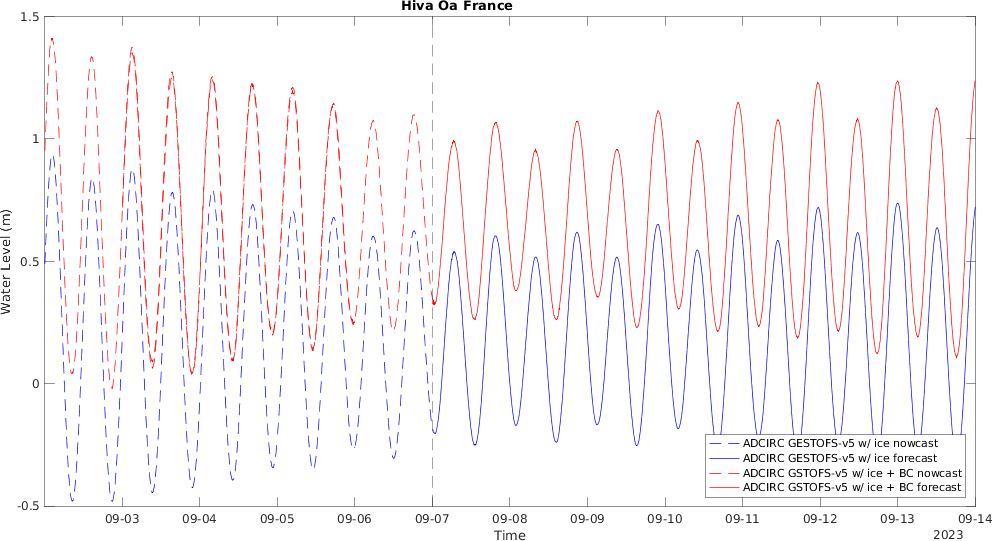 Hiva Oa France
1.5
1
0.5
0
-0.5
Water Level (m)
ADCIRC GESTOFS-v5 w/ ice nowcast
ADCIRC GESTOFS-v5 w/ ice forecast
ADCIRC GSTOFS-v5 w/ ice + BC nowcast
ADCIRC GSTOFS-v5 w/ ice + BC forecast
09-03 09-04 09-05 09-06 09-07 09-08 09-09 09-10 09-11 09-12 09-13 09-14
Time
2023